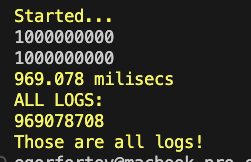 Started...
1000000000
1000000000
969.078 milisecs
ALL LOGS:
969078708
Those are all logs!